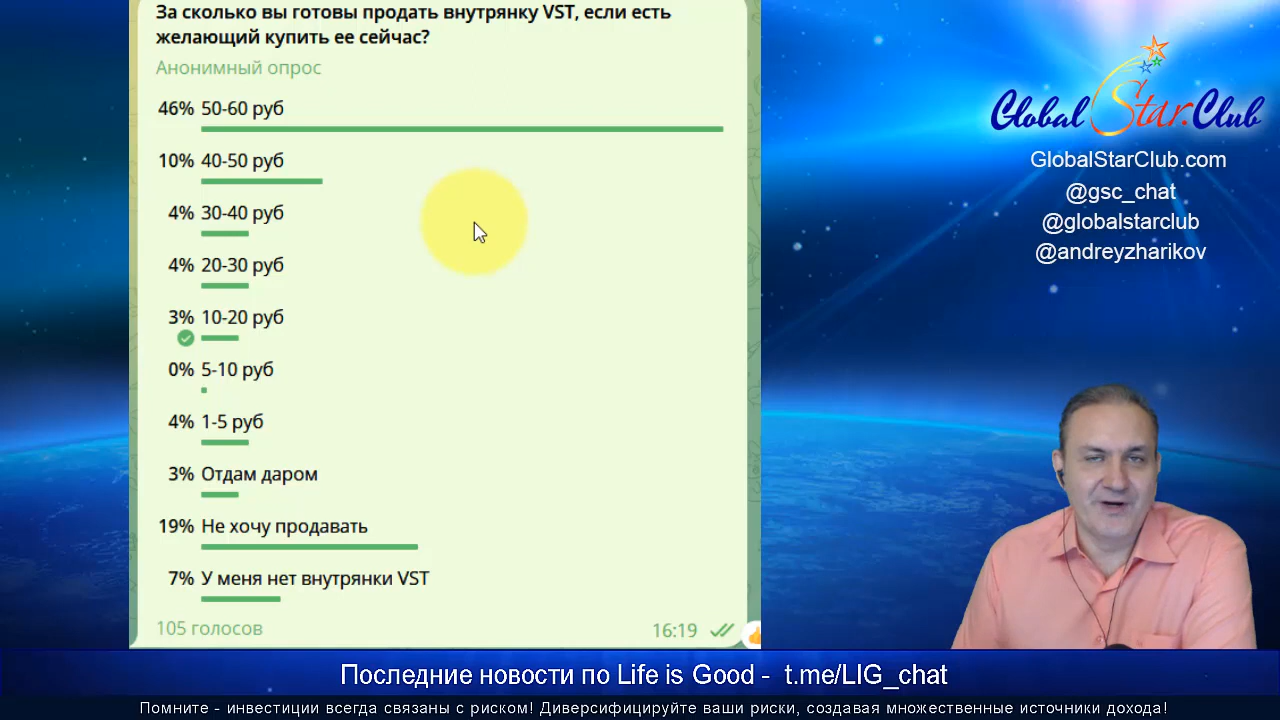 За сколько вы готовы продать внутрянку VST, если есть
желающий купить ее сейчас?
Анонимный опрос
46% 50-60 руб
10% 40-50 руб
4% 30-40 руб
4% 20-30 руб
3% 10-20 руб
0% 5-10 руб
4% 1-5 руб
3% Отдам даром
19% Не хочу продавать
7% У меня нет внутрянки VST
105 голосов
16:19
Global Star.Club
GlobalStarClub.com
@gsc_chat
@globalstarclub
@andreyzharikov
Последние новости по Life is Good - t.me/LIG_chat
Помните - инвестиции всегда связаны с риском! Диверсифицируйте ваши риски, создавая множественные источники дохода!